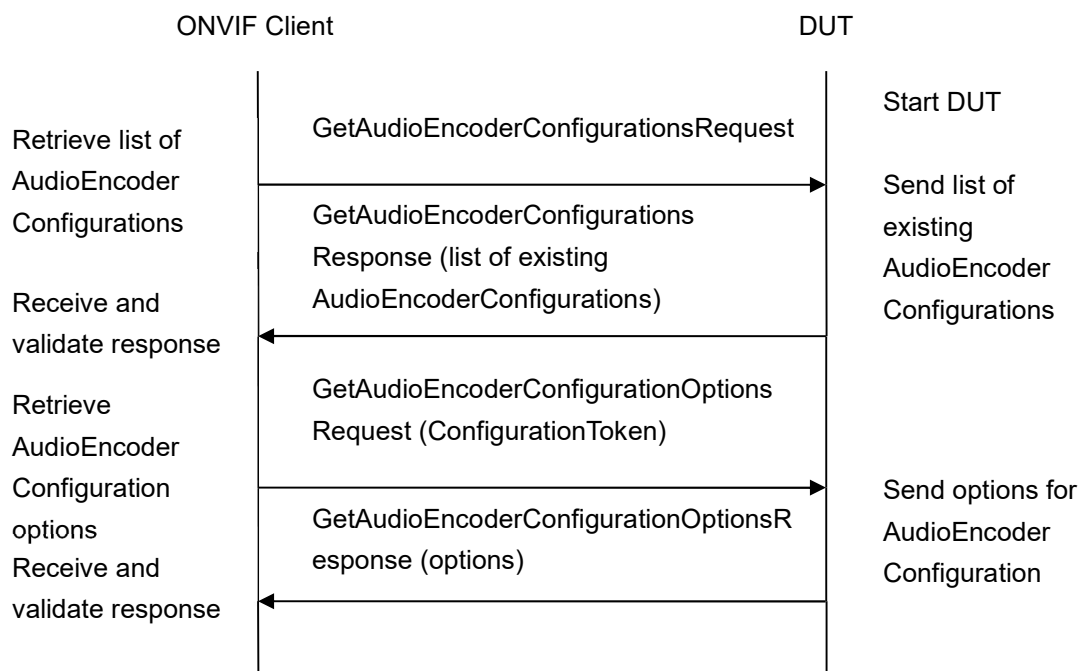 ONVIF Client
DUT
Start DUT
GetAudioEncoderConfigurationsRequest
Retrieve list of
AudioEncoder
Configurations
Send list of
existing
AudioEncoder
Configurations
GetAudioEncoderConfigurations
Response (list of existing
AudioEncoderConfigurations)
Receive and
validate response
GetAudioEncoderConfigurationOptions
Request (ConfigurationToken)
Retrieve
AudioEncoder
Configuration
options
Send options for
AudioEncoder
Configuration
GetAudioEncoderConfigurationOptionsR
esponse (options)
Receive and
validate response